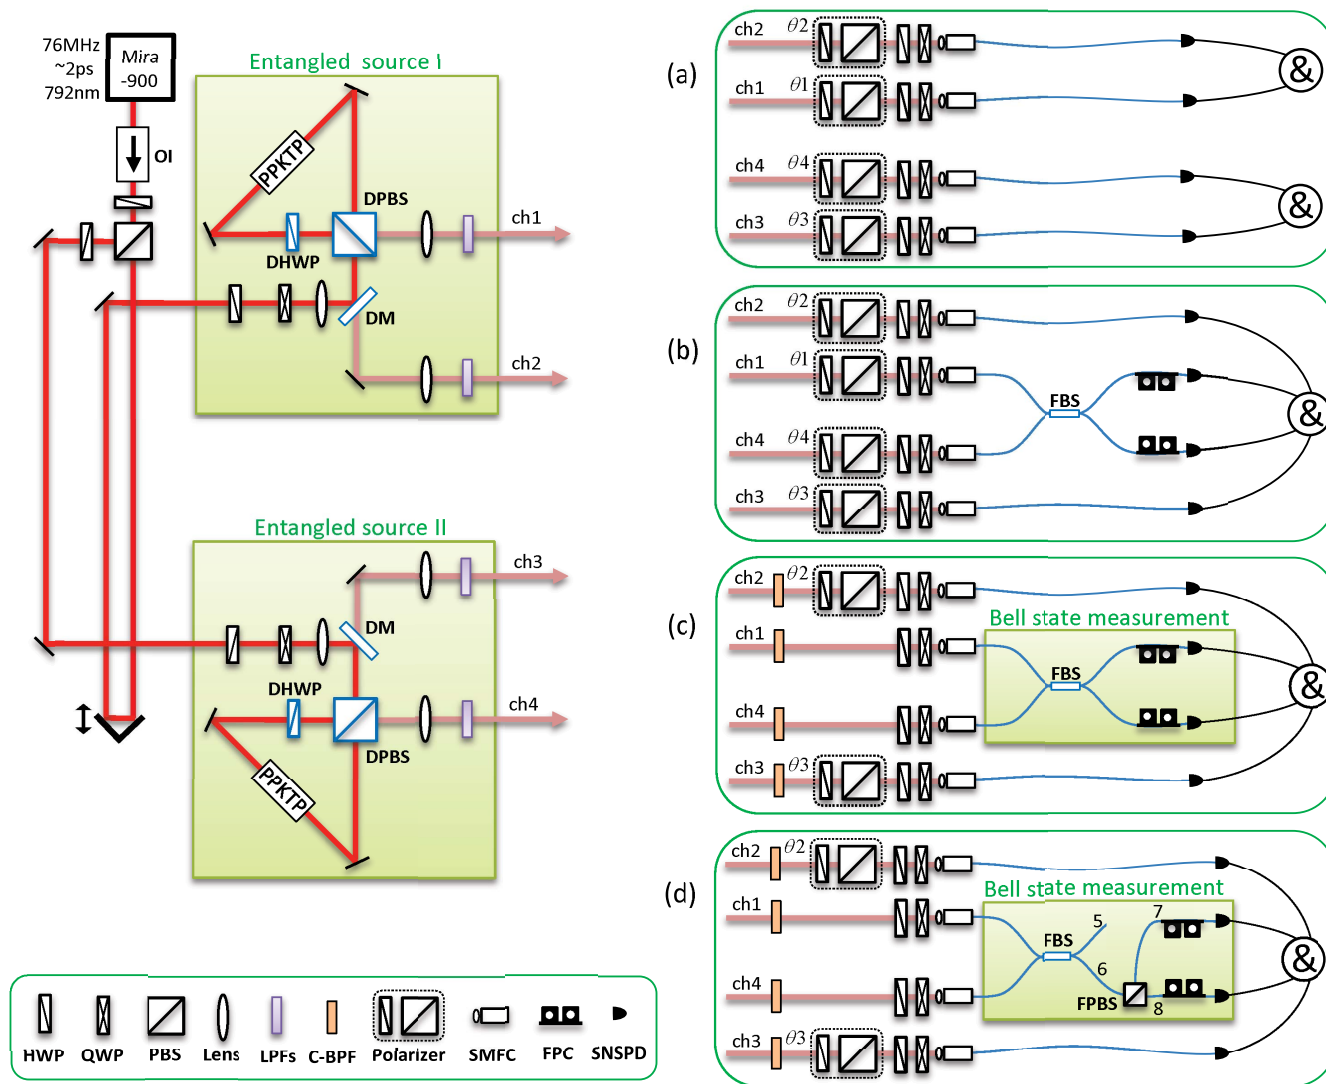 76MHz
~2ps
792nm
Mira
-900
OI
Entangled source I
PPKTP
DPBS
DHWP
DM
ch1
ch2
Entangled source II
ch3
DM
DHWP
DPBS
PPKTP
ch4
(a)
ch2 θ2
ch1 θ1
ch4 θ4
ch3 θ3
&
&
(b)
ch2 θ2
ch1 θ1
FBS
ch4 θ4
ch3 θ3
&
(c)
ch2 θ2
Bell state measurement
ch1
FBS
ch4
ch3 θ3
&
(d)
ch2 θ2
Bell state measurement
ch1
5
7
FBS
6
ch4
FPBS
8
ch3 θ3
&
HWP QWP PBS Lens LPFs C-BPF Polarizer SMFC FPC SNSPD